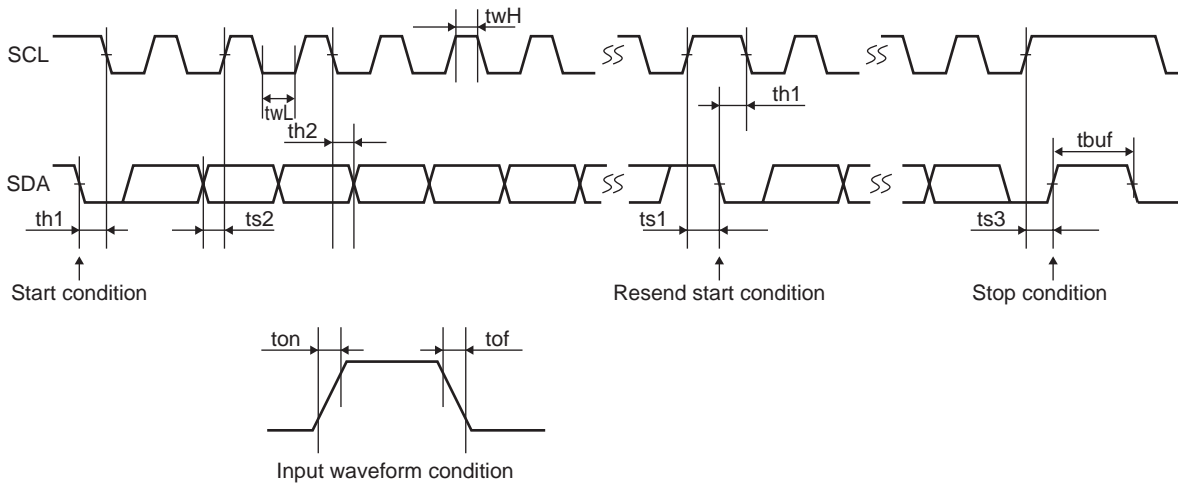 twH
SCL
th1
twL
th2
tbuf
SDA
th1
ts2
ts1
ts3
Start condition
Resend start condition
Stop condition
ton
tof
Input waveform condition